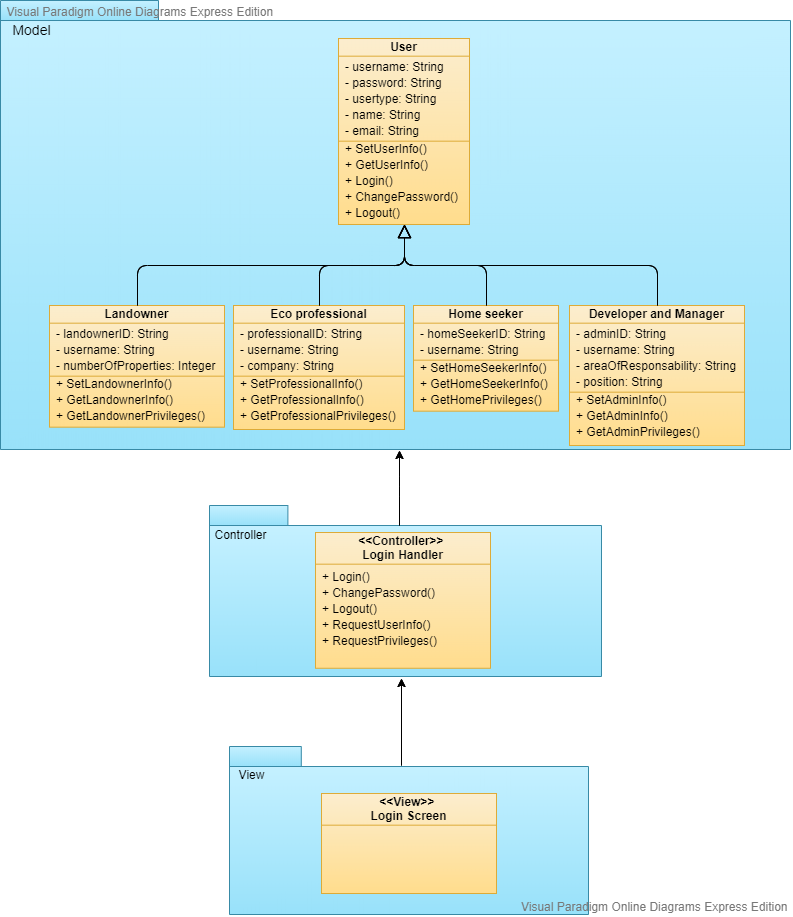 Visual Paradigm Online Diagrams Express Edition
Model
User
- username: String
- password: String
- usertype: String
- name: String
- email: String
+ SetUserInfo()
+ GetUserInfo()
+ Login()
+ ChangePassword()
+ Logout()
Landowner
- landownerID: String
- username: String
- numberOfProperties: Integer
+ SetLandownerInfo()
+ GetLandownerInfo()
+ GetLandownerPrivileges()
Eco professional
- professionalID: String
- username: String
- company: String
+ SetProfessionalInfo()
+ GetProfessionalInfo()
+ GetProfessionalPrivileges()
Home seeker
- homeSeekerID: String
- username: String
+ SetHomeSeekerInfo()
+ GetHomeSeekerInfo()
+ GetHomePrivileges()
Developer and Manager
- adminID: String
- username: String
- areaOfResponsability: String
- position: String
+ SetAdminInfo()
+ GetAdminInfo()
+ GetAdminPrivileges()
Controller
<<Controller>>
Login Handler
+ Login()
+ ChangePassword()
+ Logout()
+ RequestUserInfo()
+ RequestPrivileges()
View
<<View>>
Login Screen
Visual Paradigm Online Diagrams Express Edition